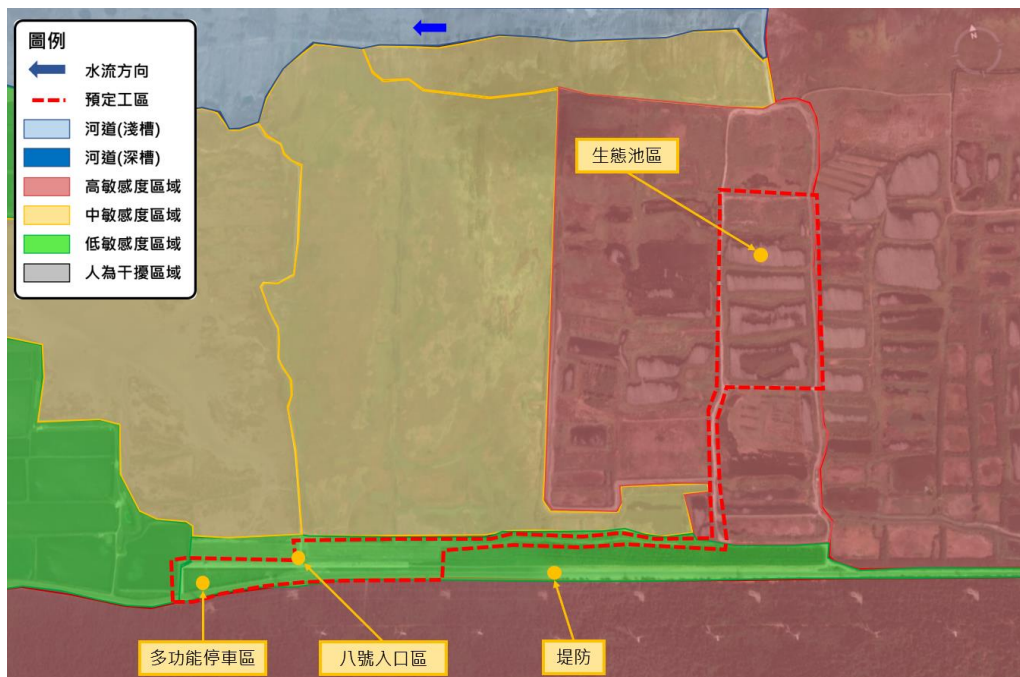 圖例
水流方向
預定工區
河道(淺槽)
河道(深槽)
高敏感度區域
中敏感度區域
低敏感度區域
人為干擾區域
N
生態池區
多功能停車區
八號入口區
堤防